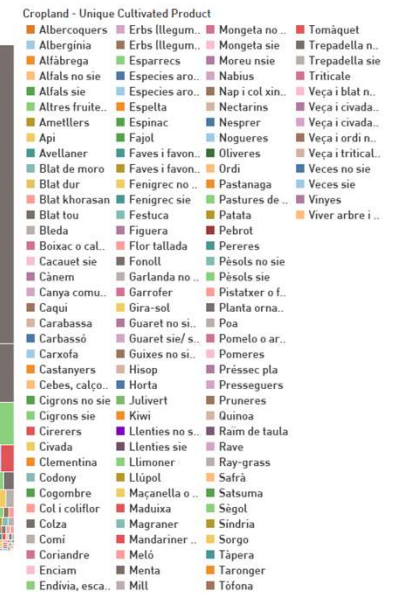 Cropland - Unique Cultivated Product
Albercoquers
Albergínia
Alfàbrega
Alfals no sie
Alfals sie
Altres fruite..
Ametllers
Api
Avellaner
Blat de moro
Blat dur
Blat khorasan
Blat tou
Bleda
Boixac o cal..
Cacauet sie
Cànem
Canya comu..
Caqui
Carabassa
Carbassó
Carxofa
Castanyers
Cebes, calço..
Cigrons no sie
Cigrons sie
Cirerers
Civada
Clementina
Codony
Cogombre
Col i coliflor
Colza
Comí
Coriandre
Enciam
Endívia, esca..
Erbs (llegum..
Erbs (llegum..
Esparrecs
Especies aro..
Especies aro..
Espelta
Espinac
Fajol
Faves i favon..
Faves i favon..
Fenigrec no ..
Fenigrec sie
Festuca
Figuera
Flor tallada
Fonoll
Garlanda no ..
Garrofer
Gira-sol
Guaret no si..
Guaret sie/ s..
Guixes no si..
Hisop
Horta
Julivert
Kiwi
Llenties no s..
Llenties sie
Llimoner
Llúpol
Maçanella o ..
Maduixa
Magraner
Mandariner ..
Meló
Menta
Mill
Mongeta no ..
Mongeta sie
Moreu nsie
Nabius
Nap i col xin..
Nectarins
Nesprer
Nogueres
Oliveres
Ordi
Pastanaga
Pastures de ..
Patata
Pebrot
Pereres
Pèsols no sie
Pèsols sie
Pistatxer o f..
Planta orna..
Poa
Pomelo o ar..
Pomeres
Préssec pla
Presseguers
Pruneres
Quinoa
Raïm de taula
Rave
Ray-grass
Safrà
Satsuma
Sègol
Síndria
Sorgo
Tàpera
Taronger
Tòfona
Tomàquet
Trepadella n..
Trepadella sie
Triticale
Veça i blat n..
Veça i civada..
Veça i civada..
Veça i ordi n..
Veça i tritical..
Veces no sie
Veces sie
Vinyes
Viver arbre i ..